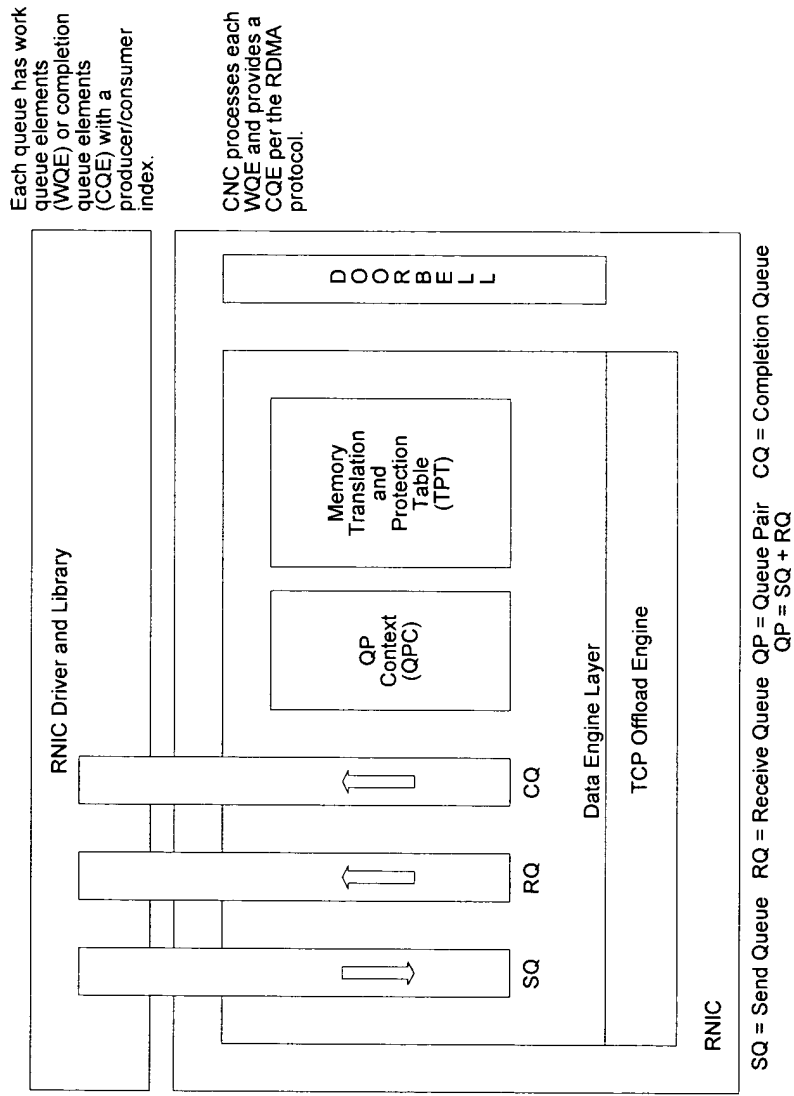 Each queue has work
queue elements
(WQE) or completion
queue elements
(CQE) with a
producer/consumer
index.
CNC processes each
WQE and provides a
CQE per the RDMA
protocol.
RNIC Driver and Library
SQ
RQ
CQ
QP
Context
(QPC)
Memory
Translation
and
Protection
Table
(TPT)
DOORBELL
Data Engine Layer
TCP Offload Engine
RNIC
SQ = Send Queue RQ = Receive Queue QP = Queue Pair CQ = Completion Queue
QP = SQ + RQ